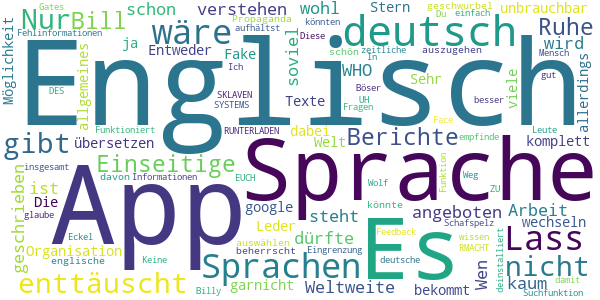 Nur Bill schon verstehen wohl Stern geschwurbel Du unbrauchbar
Gates Propaganda aufhältst könnten einfach
Fehlinformationen Diese schön zeitliche auszugehen
Möglichkeit ja wäre soviel deutsch Ruhe
Entweder Fake WHO In wird allerdings
Ich Sehr viele Mensch gut
Englisch
allgemeines DES SKLAVEN Texte Böser
SYSTEMS UH Fragen besser
Funktioniert RUNTERLADEN
gibt übersetzen dabei Berichte komplett
Einseitige Welt Face empfinde Leute
App Sprache
insgesamt davon Informationen EUCH Wolf Weg ZU
geschrieben ist Die google steht angeboten Arbeit
Funktion könnte Schafspelz wechseln
glaube Organisation Sprachen Leder dürfte Es Lass nicht
Eckel auswählen Feedback wissen RMACHT
englische beherrscht Eingrenzung deutsche deinstalliert
enttäuscht garnicht Weltweite Wen kaum
Keine Billy bekommt Suchfunktion damit